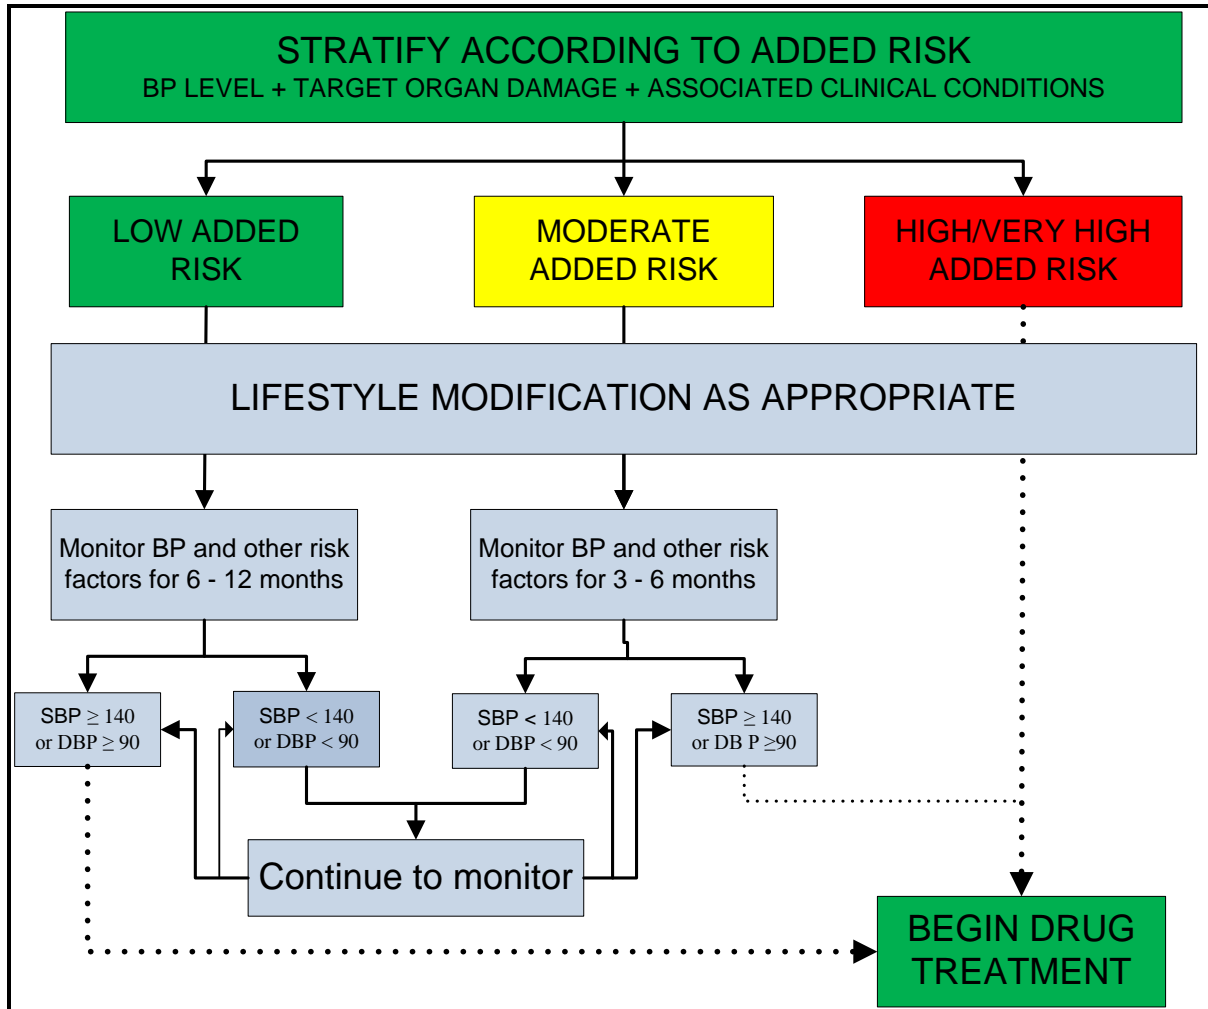 STRATIFY ACCORDING TO ADDED RISK
BP LEVEL + TARGET ORGAN DAMAGE + ASSOCIATED CLINICAL CONDITIONS
LOW ADDED
RISK
MODERATE
ADDED RISK
HIGH/VERY HIGH
ADDED RISK
LIFESTYLE MODIFICATION AS APPROPRIATE
Monitor BP and other risk
factors for 6 - 12 months
Monitor BP and other risk
factors for 3 - 6 months
SBP ≥ 140
or DBP ≥ 90
SBP < 140
or DBP < 90
SBP < 140
or DBP < 90
SBP ≥ 140
or DB P ≥90
Continue to monitor
BEGIN DRUG
TREATMENT